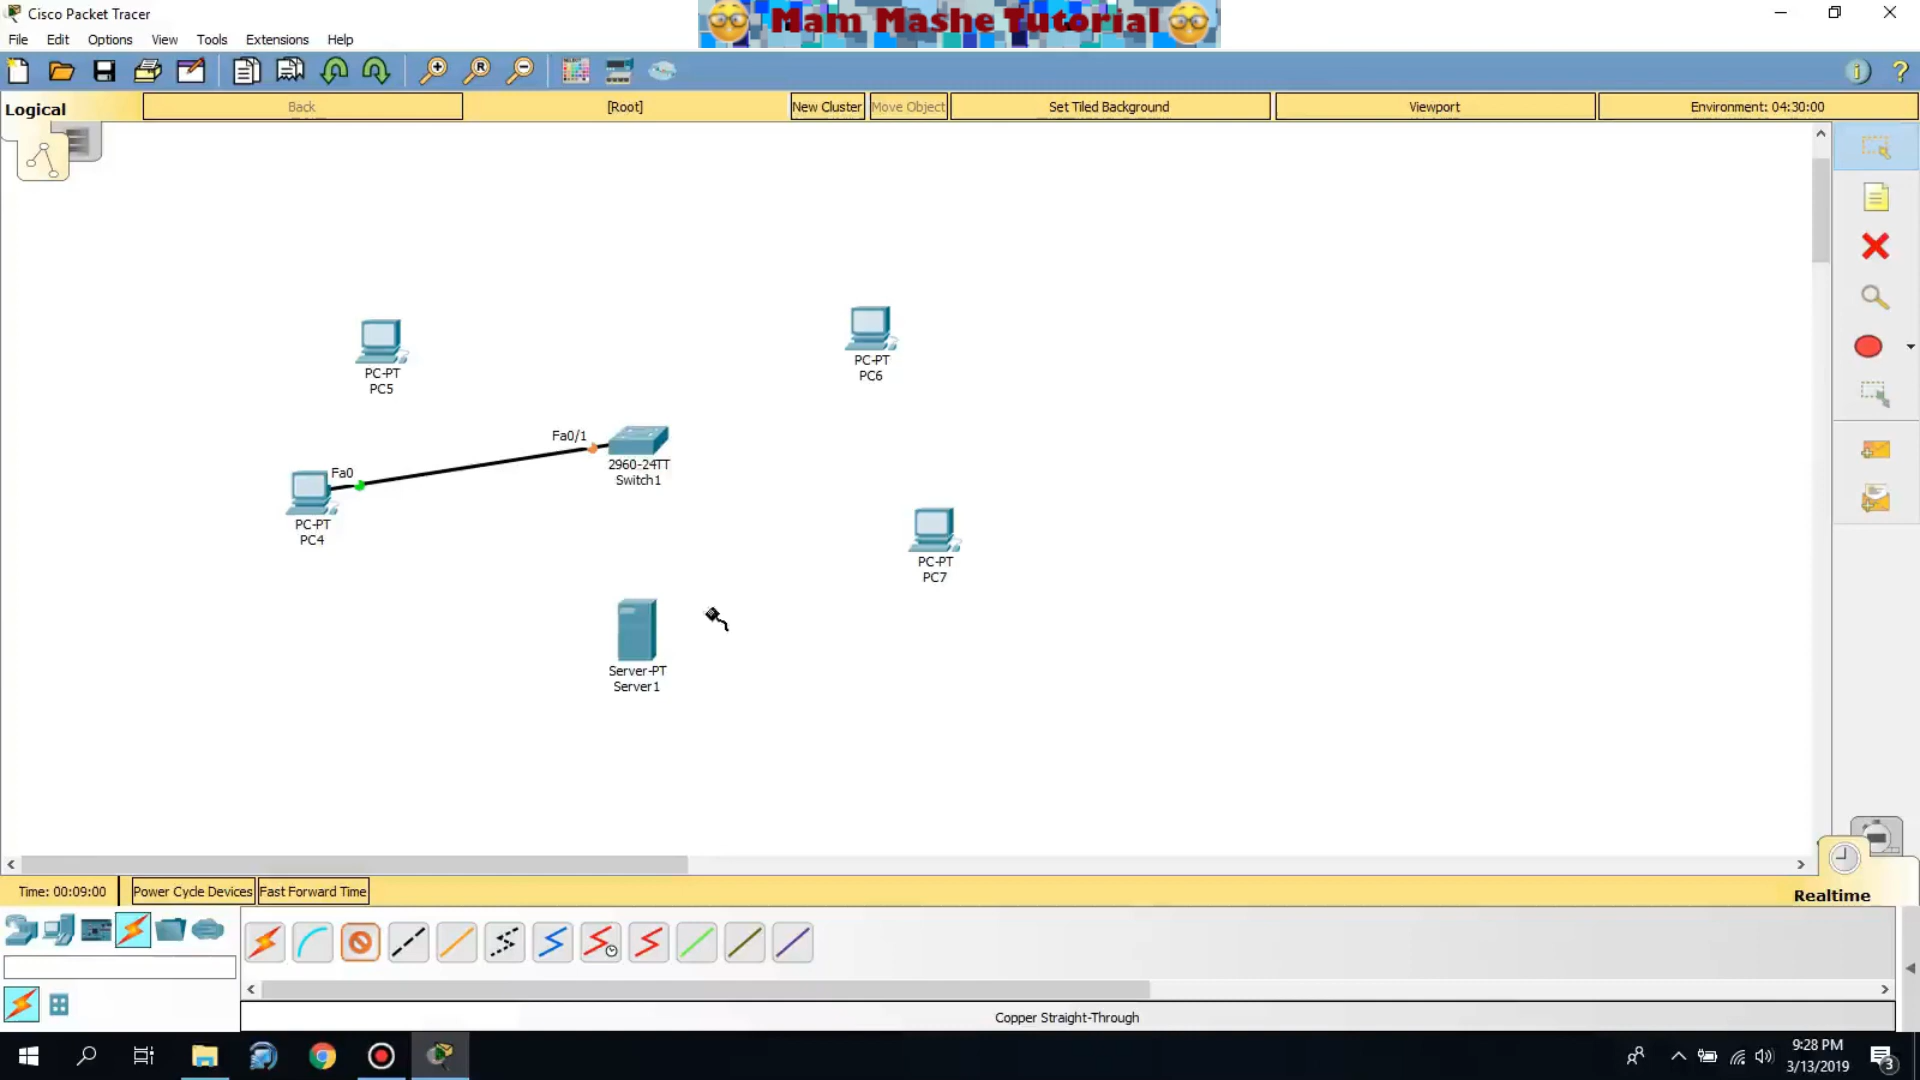 Cisco Packet Tracer
Mam Mashe Tutorial
File Edit Options View Tools Extensions Help
Logical Back [Root] New Cluster Move Object Set Tiled Background Viewport Environment: 04:30:00
PC-PT
PC5
PC-PT
PC6
Fa0/1
2960-24TT
Switch1
Fa0
PC-PT
PC4
PC-PT
PC7
Server-PT
Server1
Time: 00:09:00 Power Cycle Devices Fast Forward Time
Realtime
Copper Straight-Through
9:28 PM
3/13/2019
3